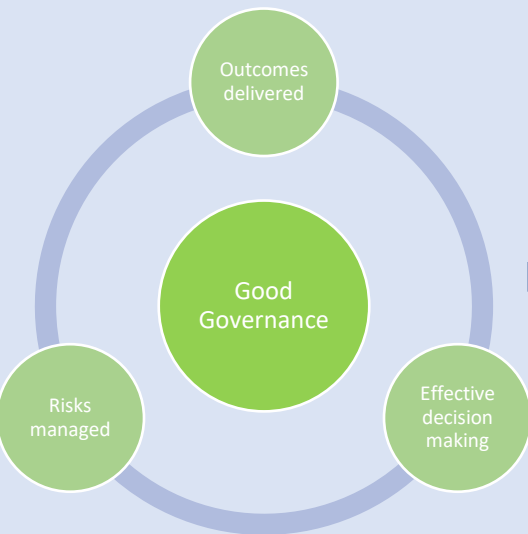 Outcomes
delivered
Good
Governance
Risks
managed
Effective
decision
making